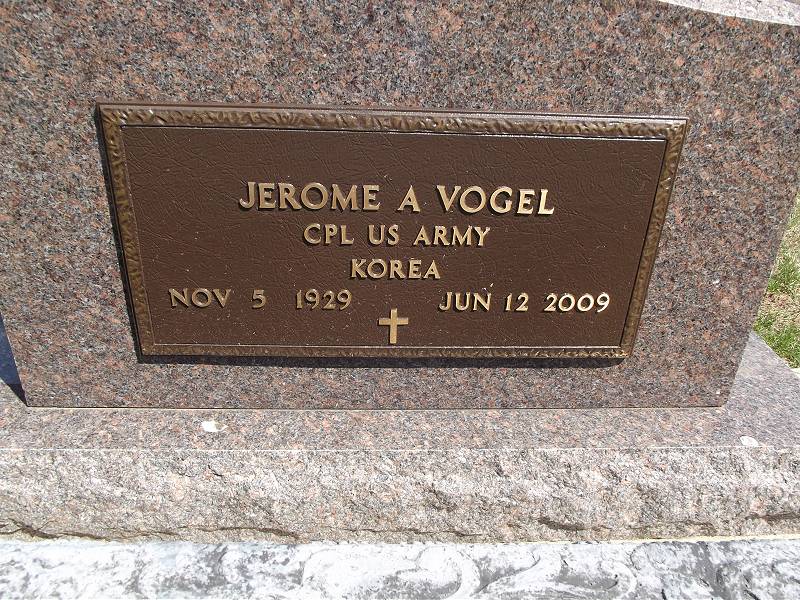 JEROME A VOGEL
CPL US ARMY
KOREA
NOV 5 1929 JUN 12 2009